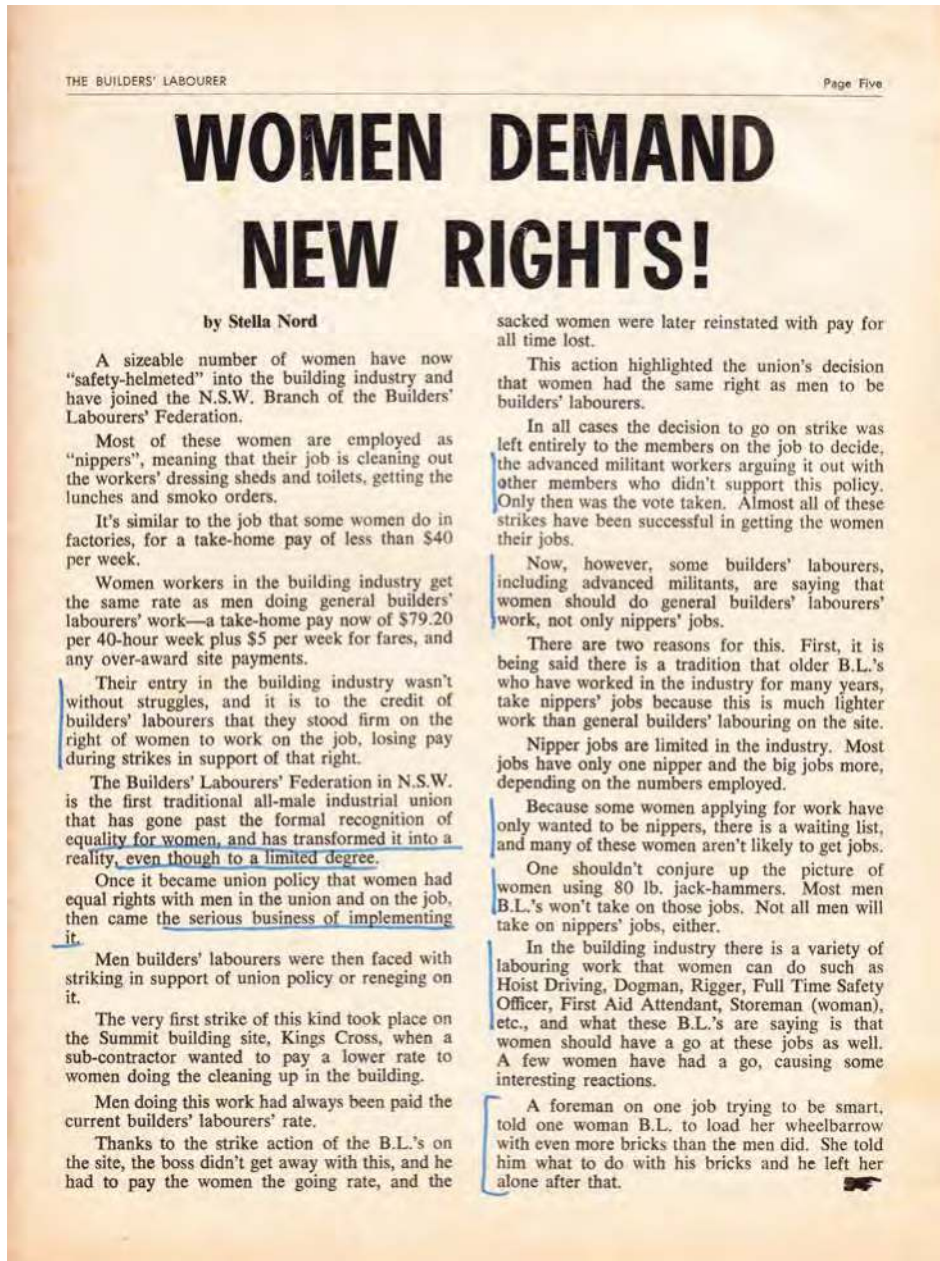 THE BUILDERS' LABOURER
Page Five
WOMEN DEMAND
NEW RIGHTS!
by Stella Nord
A sizeable number of women have now
“safety-helmeted” into the building industry and
have joined the N.S.W. Branch of the Builders'
Labourers' Federation.
Most of these women are employed as
“nippers”, meaning that their job is cleaning out
the workers' dressing sheds and toilets, getting the
lunches and smoko orders.
It's similar to the job that some women do in
factories, for a take-home pay of less than $40
per week.
Women workers in the building industry get
the same rate as men doing general builders'
labourers' work—a take-home pay now of $79.20
per 40-hour week plus $5 per week for fares, and
any over-award site payments.
Their entry in the building industry wasn't
without struggles, and it is to the credit of
builders' labourers that they stood firm on the
right of women to work on the job, losing pay
during strikes in support of that right.
The Builders' Labourers' Federation in N.S.W.
is the first traditional all-male industrial union
that has gone past the formal recognition of
equality for women, and has transformed it into a
reality, even though to a limited degree.
Once it became union policy that women had
equal rights with men in the union and on the job,
then came the serious business of implementing
it.
Men builders' labourers were then faced with
striking in support of union policy or reneging on
it.
The very first strike of this kind took place on
the Summit building site, Kings Cross, when a
sub-contractor wanted to pay a lower rate to
women doing the cleaning up in the building.
Men doing this work had always been paid the
current builders' labourers' rate.
Thanks to the strike action of the B.L.'s on
the site, the boss didn't get away with this, and he
had to pay the women the going rate, and the
sacked women were later reinstated with pay for
all time lost.
This action highlighted the union's decision
that women had the same right as men to be
builders' labourers.
In all cases the decision to go on strike was
left entirely to the members on the job to decide,
the advanced militant workers arguing it out with
other members who didn't support this policy.
Only then was the vote taken. Almost all of these
strikes have been successful in getting the women
their jobs.
Now, however, some builders' labourers,
including advanced militants, are saying that
women should do general builders' labourers'
work, not only nippers' jobs.
There are two reasons for this. First, it is
being said there is a tradition that older B.L.'s
who have worked in the industry for many years,
take nippers' jobs because this is much lighter
work than general builders' labouring on the site.
Nipper jobs are limited in the industry. Most
jobs have only one nipper and the big jobs more,
depending on the numbers employed.
Because some women applying for work have
only wanted to be nippers, there is a waiting list,
and many of these women aren't likely to get jobs.
One shouldn't conjure up the picture of
women using 80 lb. jack-hammers. Most men
B.L.'s won't take on those jobs. Not all men will
take on nippers' jobs, either.
In the building industry there is a variety of
labouring work that women can do such as
Hoist Driving, Dogman, Rigger, Full Time Safety
Officer, First Aid Attendant, Storeman (woman),
etc., and what these B.L.'s are saying is that
women should have a go at these jobs as well.
A few women have had a go, causing some
interesting reactions.
A foreman on one job trying to be smart,
told one woman B.L. to load her wheelbarrow
with even more bricks than the men did. She told
him what to do with his bricks and he left her
alone after that.